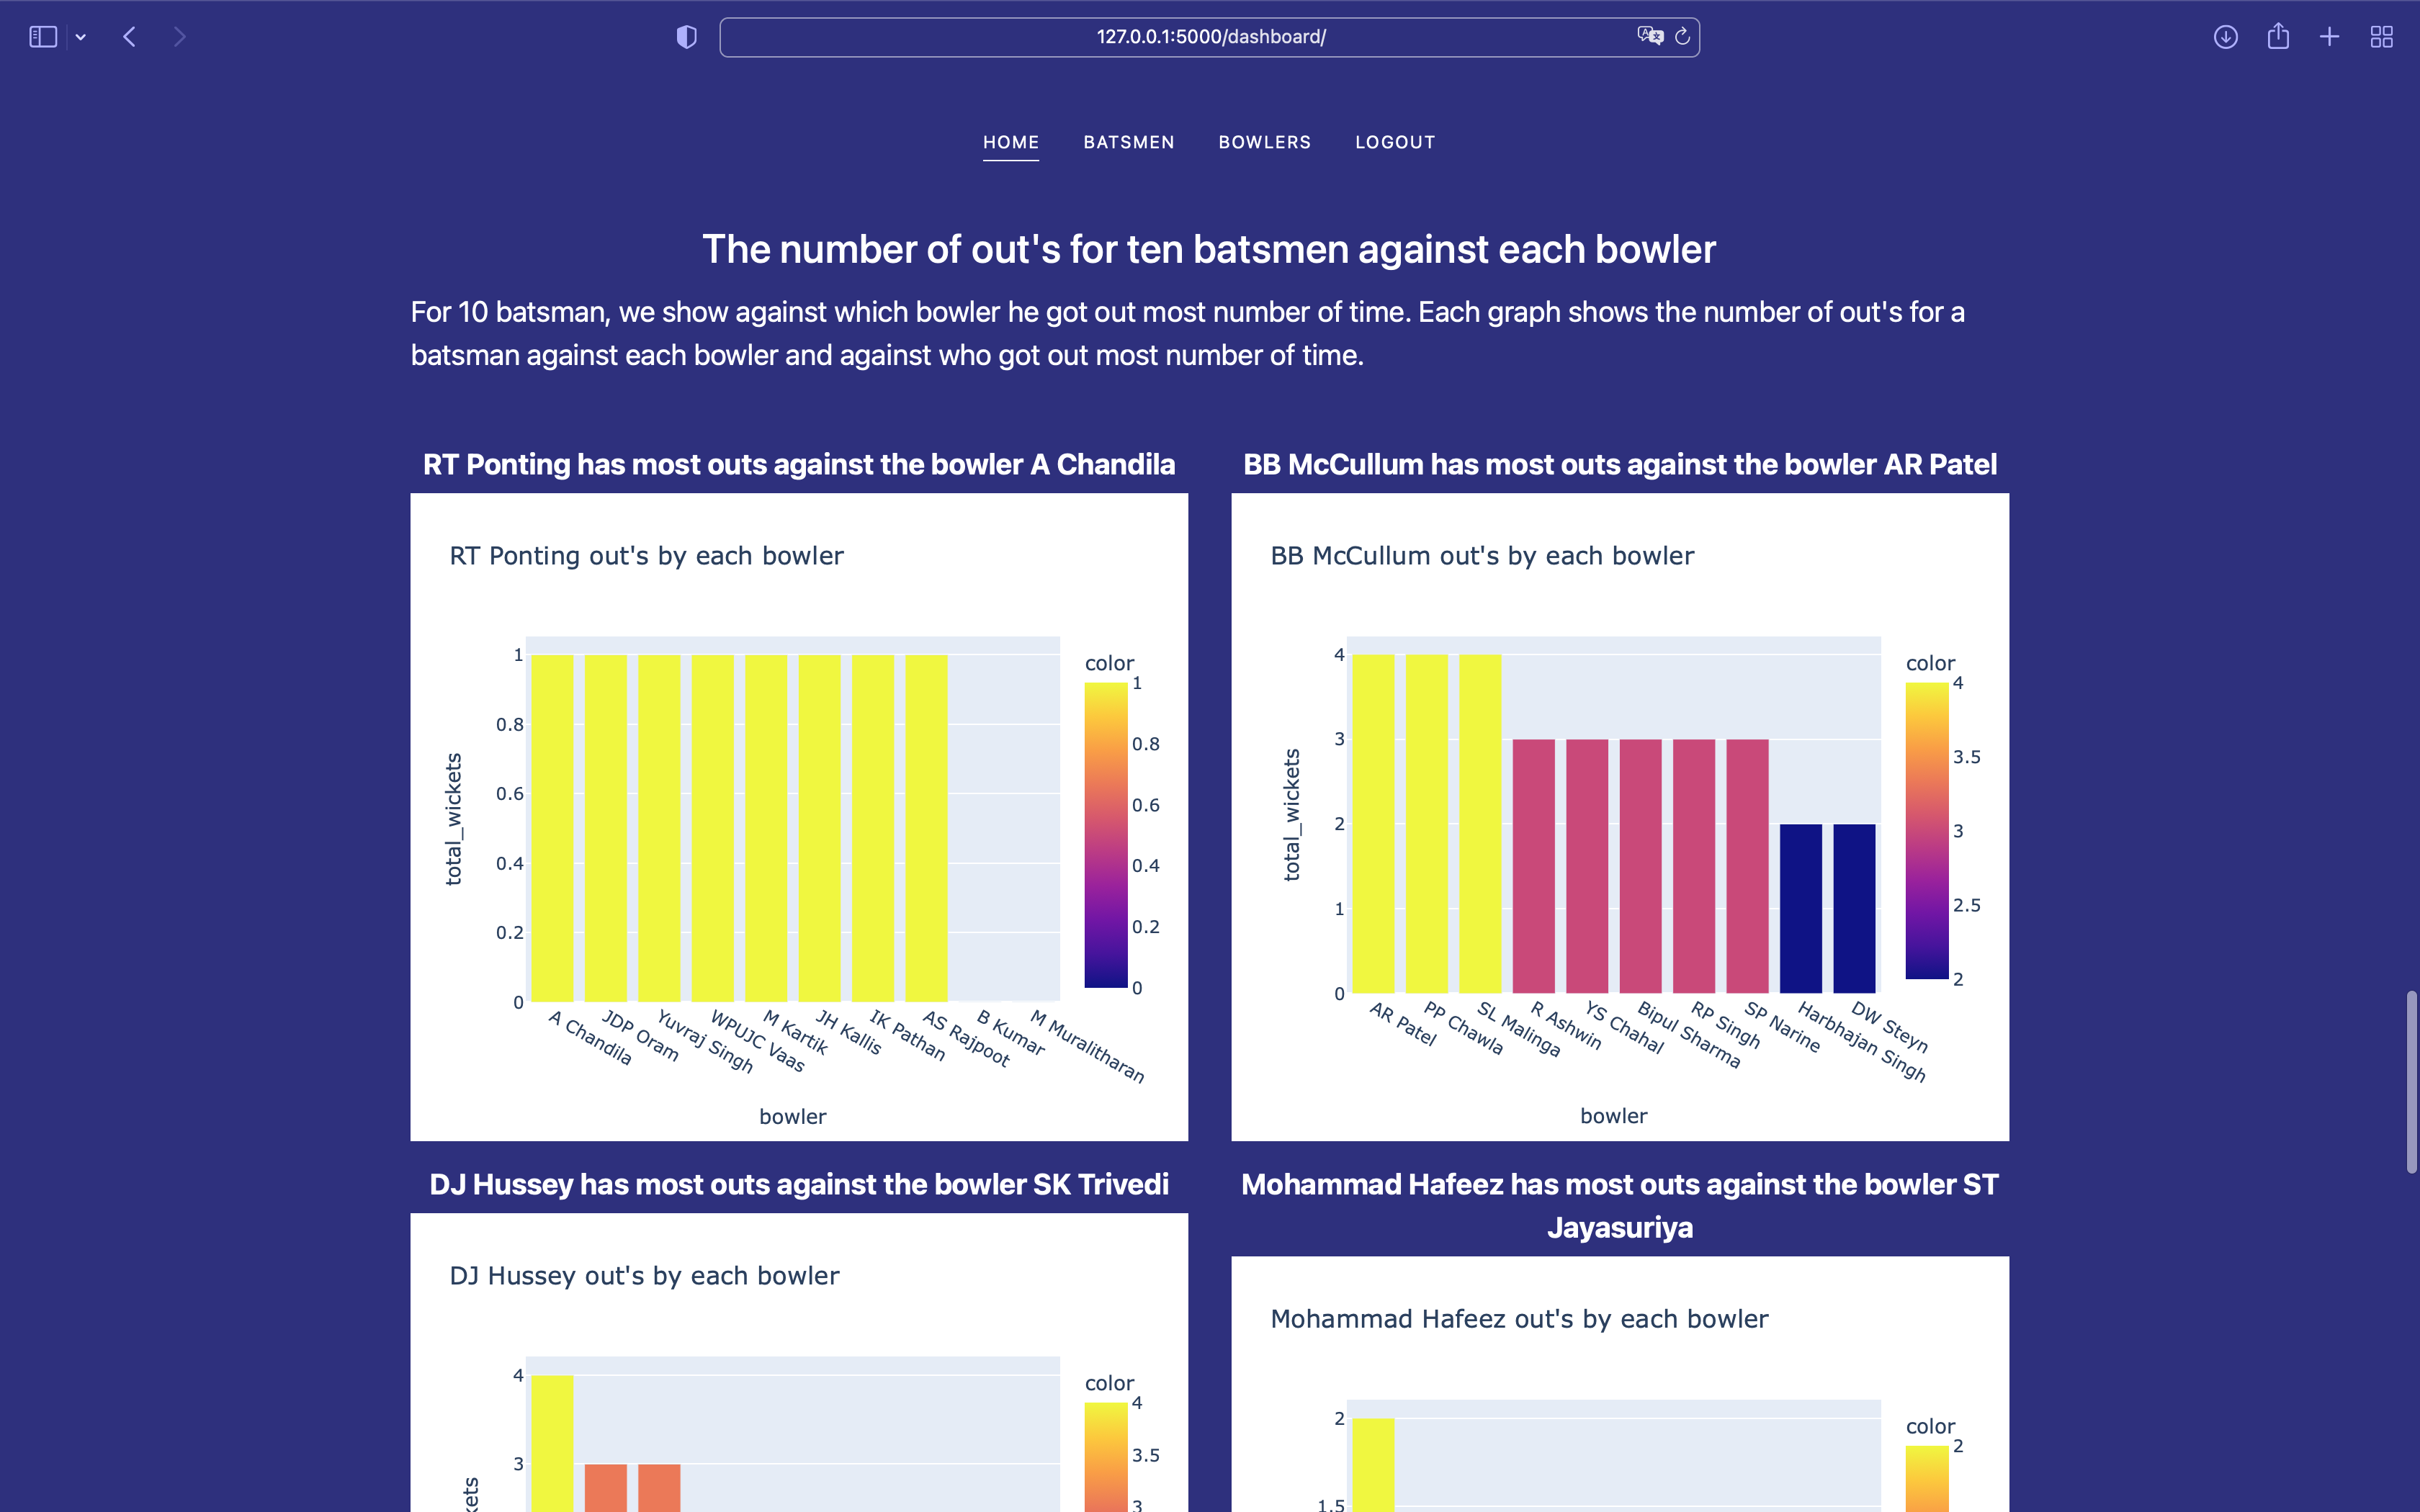 127.0.0.1:5000/dashboard/
HOME
BATSMEN
BOWLERS
LOGOUT
The number of out's for ten batsmen against each bowler
For 10 batsman, we show against which bowler he got out most number of time. Each graph shows the number of out's for a
batsman against each bowler and against who got out most number of time.
RT Ponting has most outs against the bowler A Chandila
RT Ponting out's by each bowler
total_wickets
1
0.8
0.6
0.4
0.2
0
A Chandila
JDP Oram
Yuvraj Singh
WPUJC Vaas
M Kartik
JH Kallis
IK Pathan
AS Rajpoot
B Kumar
M Muralitharan
bowler
color
1
0.8
0.6
0.4
0.2
0
BB McCullum has most outs against the bowler AR Patel
BB McCullum out's by each bowler
total_wickets
4
3
2
1
0
AR Patel
PP Chawla
SL Malinga
R Ashwin
YS Chahal
Bipul Sharma
RP Singh
SP Narine
Harbhajan Singh
DW Steyn
bowler
color
4
3.5
3
2.5
2
DJ Hussey has most outs against the bowler SK Trivedi
DJ Hussey out's by each bowler
4
3
color
4
3.5
3
Mohammad Hafeez has most outs against the bowler ST
Jayasuriya
Mohammad Hafeez out's by each bowler
2
1.5
color
2